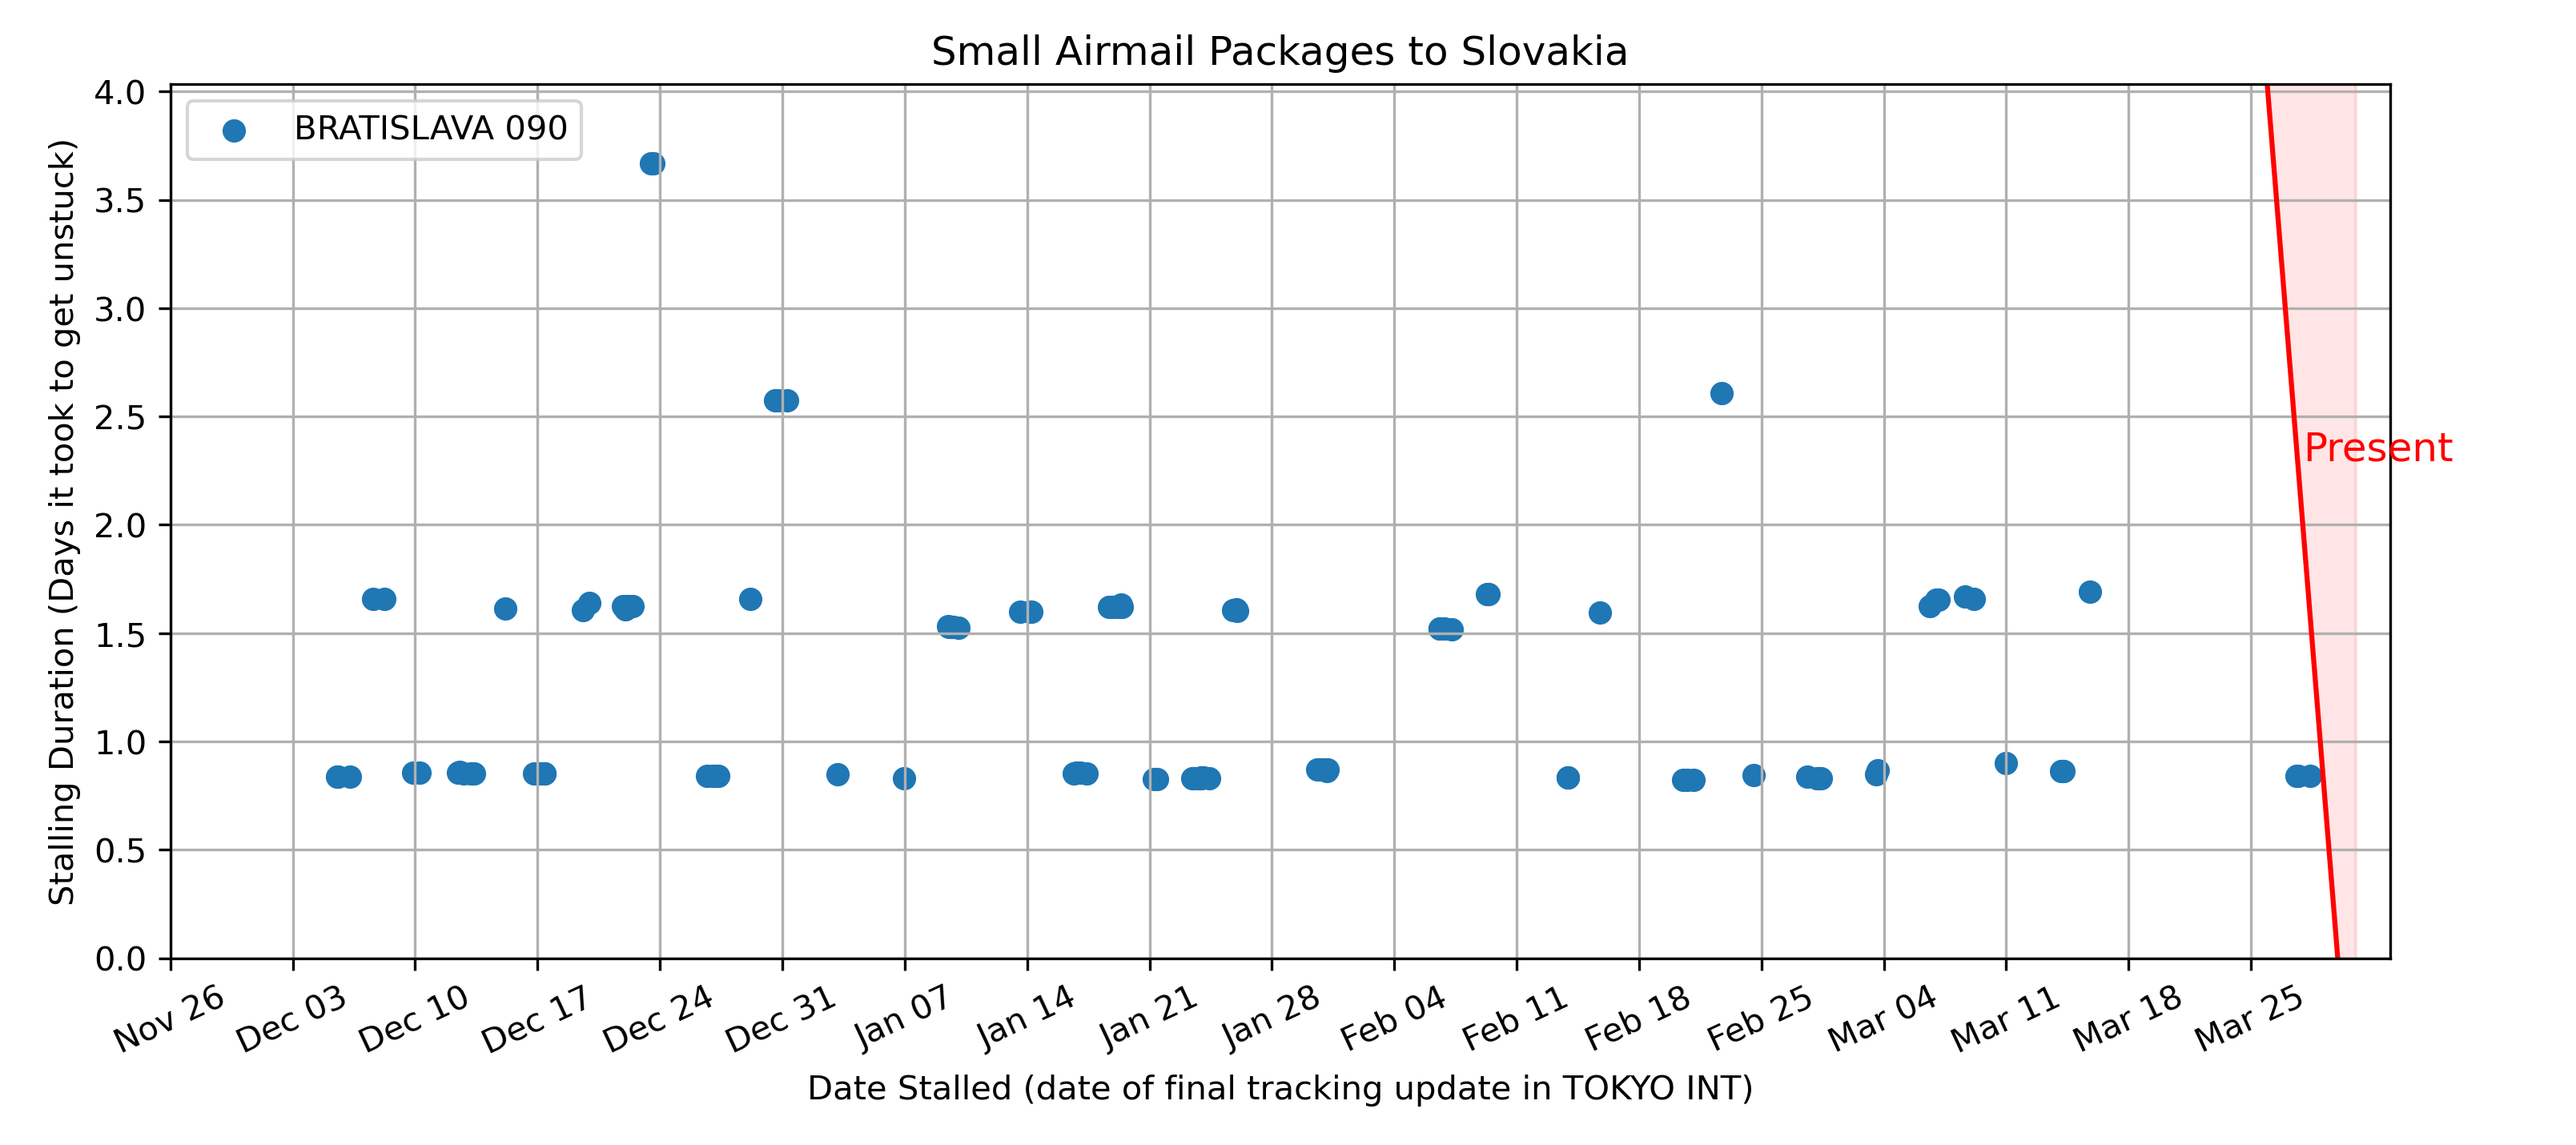 Small Airmail Packages to Slovakia
BRATISLAVA 090
Stalling Duration (Days it took to get unstuck)
4.0
3.5
3.0
2.5
2.0
1.5
1.0
0.5
0.0
Present
Nov 26
Dec 03
Dec 10
Dec 17
Dec 24
Dec 31
Jan 07
Jan 14
Jan 21
Jan 28
Feb 04
Feb 11
Feb 18
Feb 25
Mar 04
Mar 11
Mar 18
Mar 25
Date Stalled (date of final tracking update in TOKYO INT)